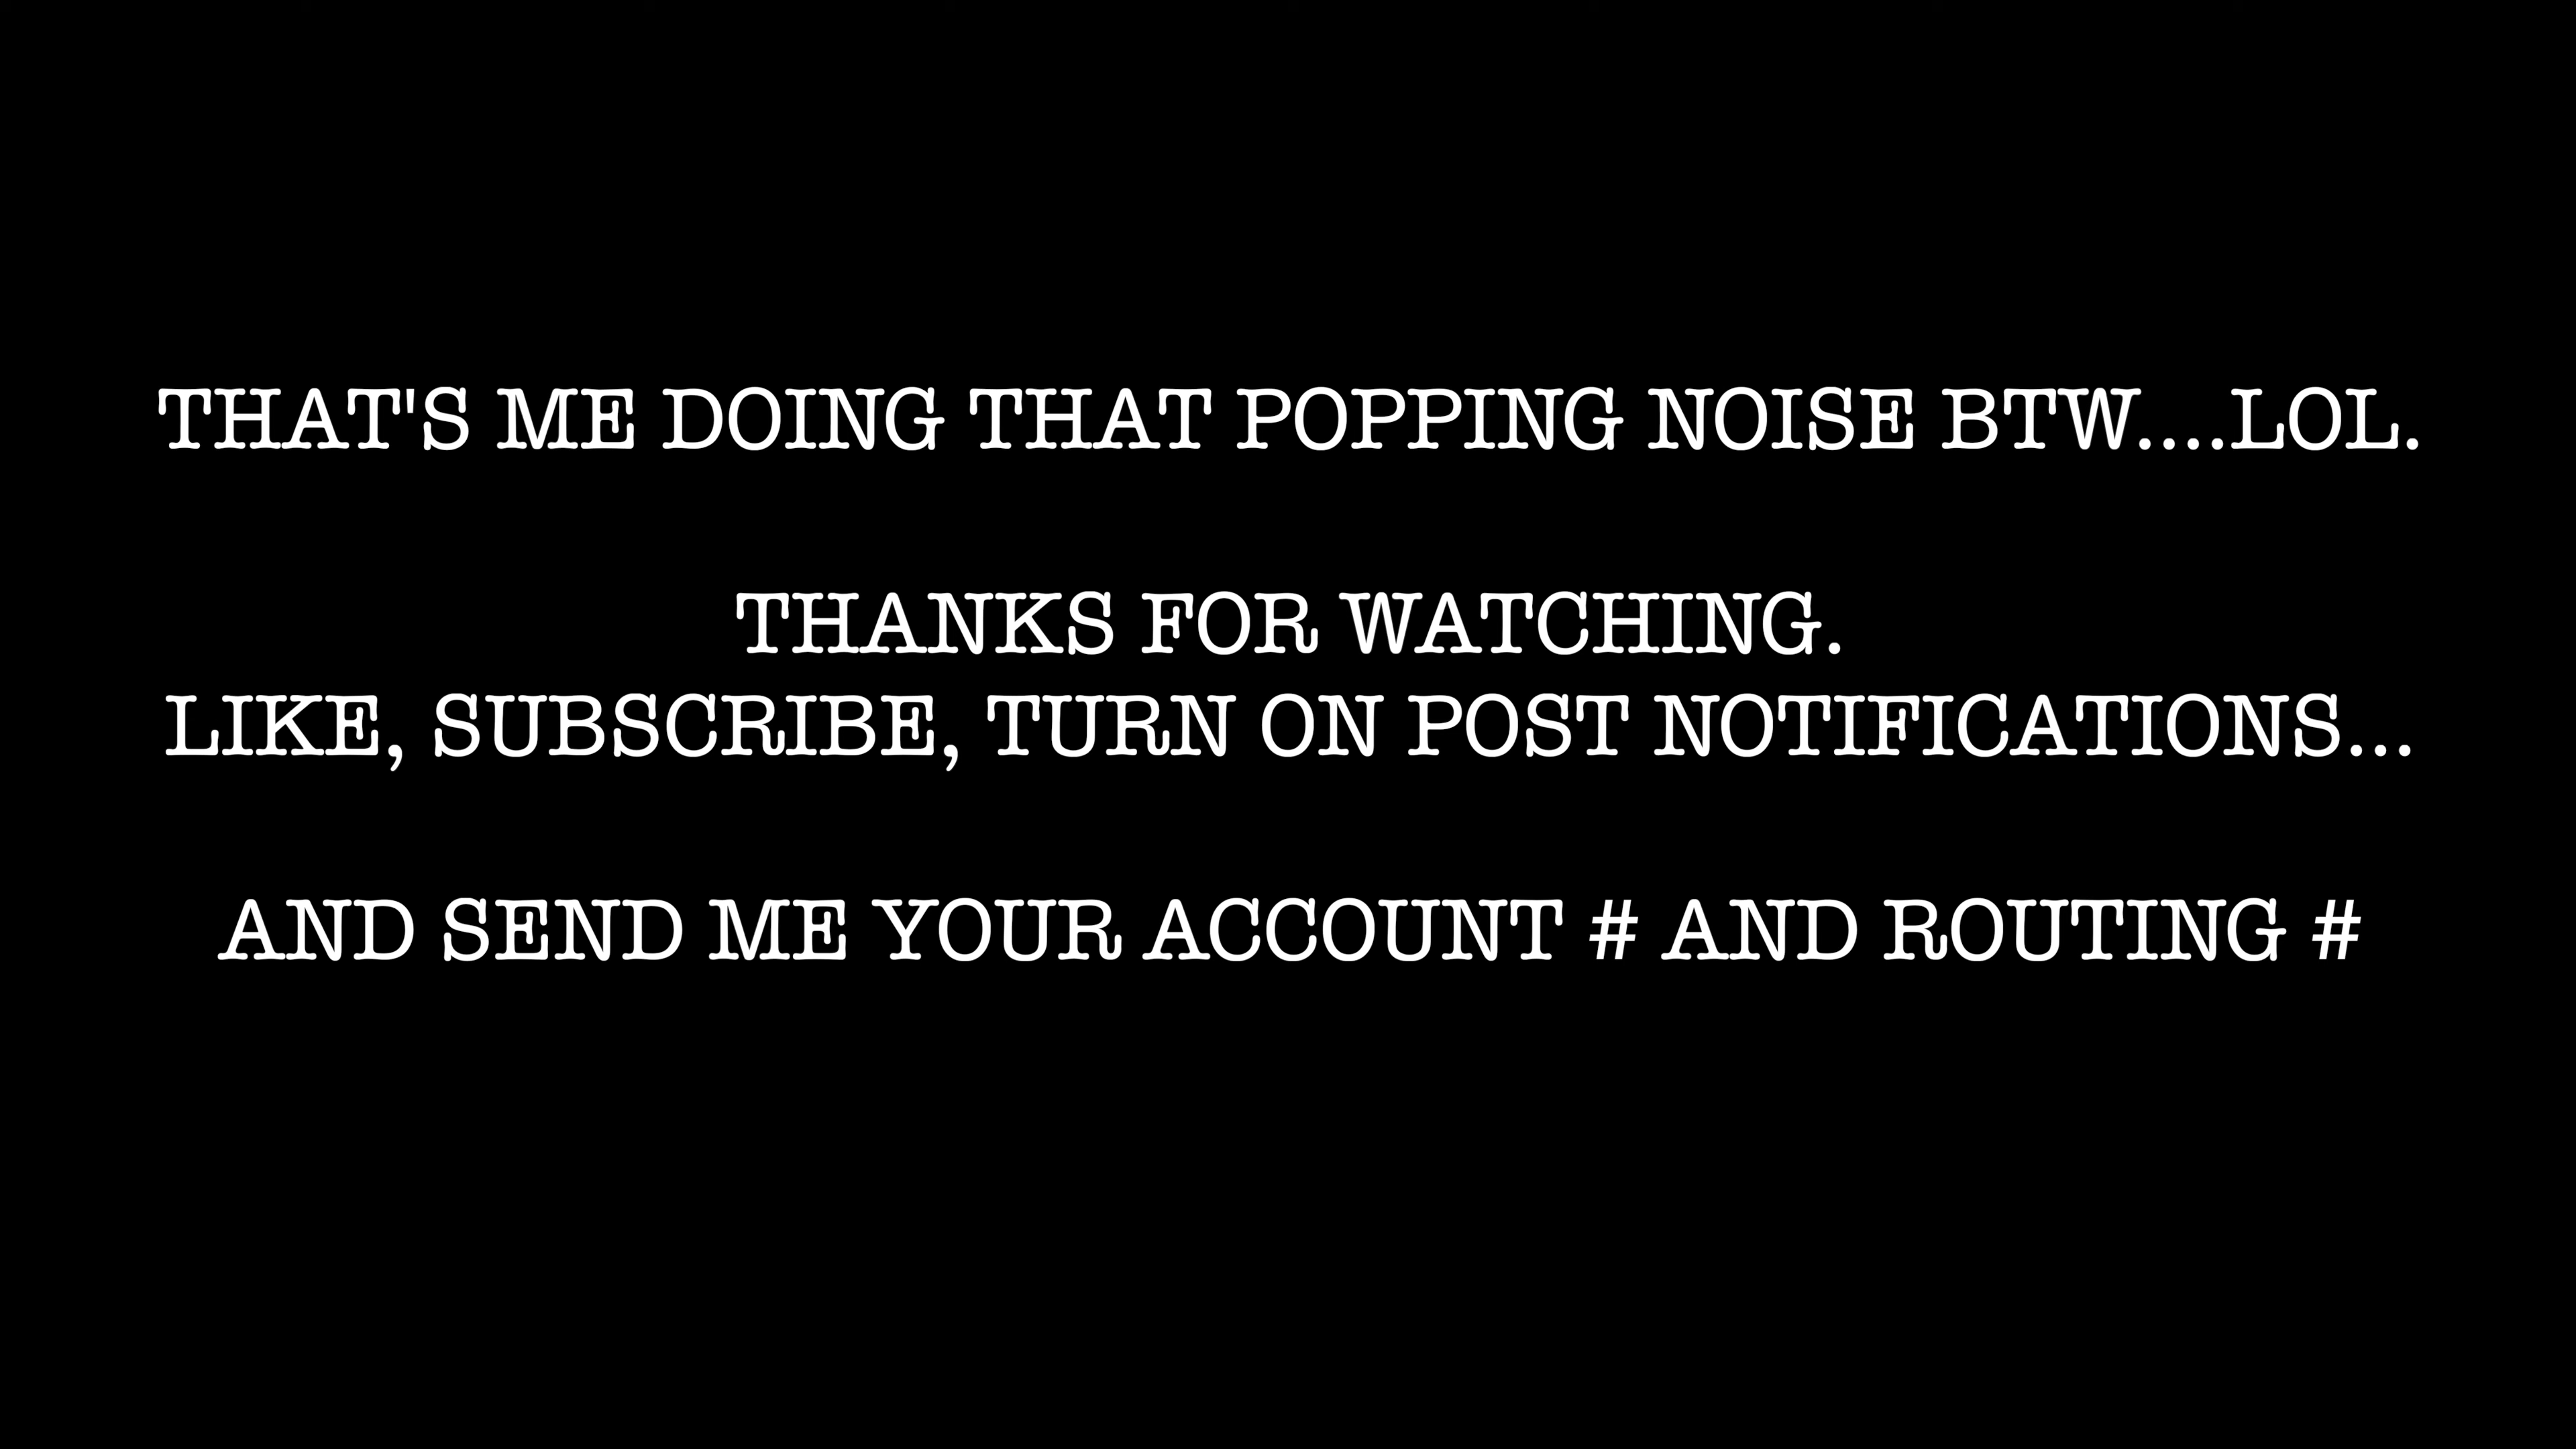 THAT'S ME DOING THAT POPPING NOISE BTW....LOL.
THANKS FOR WATCHING.
LIKE, SUBSCRIBE, TURN ON POST NOTIFICATIONS...
AND SEND ME YOUR ACCOUNT # AND ROUTING #